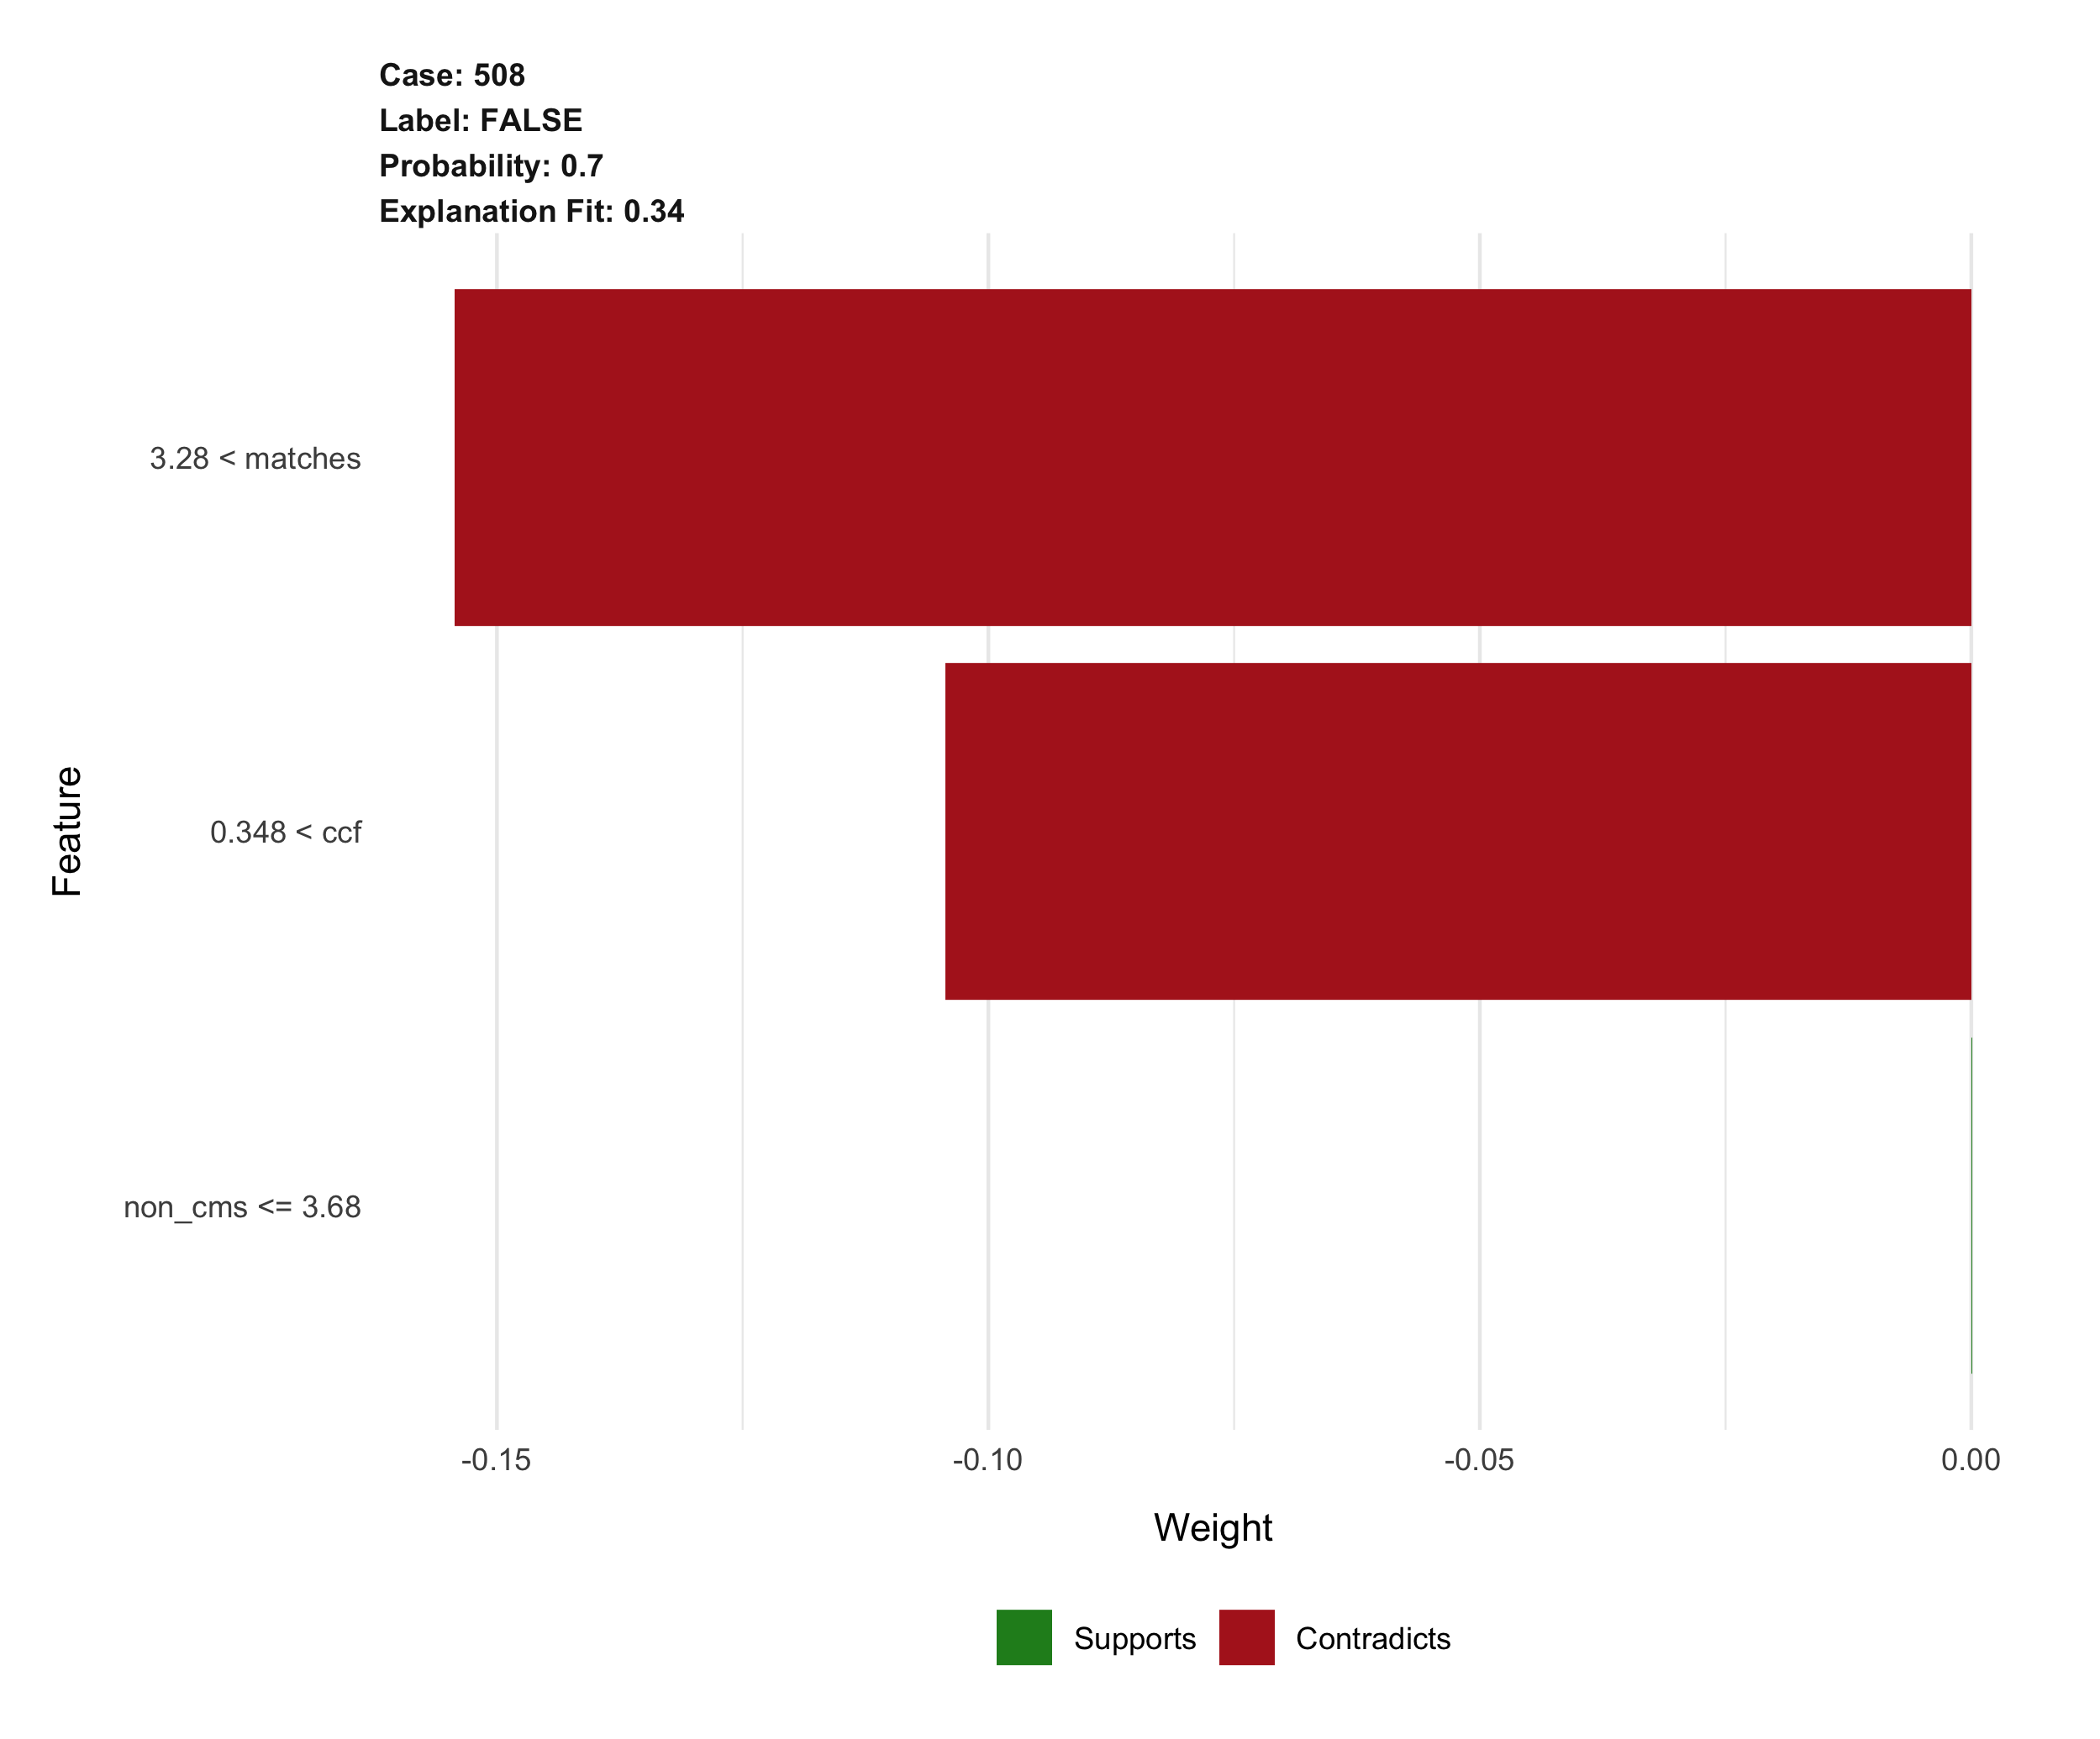 Case: 508
Label: FALSE
Probability: 0.7
Explanation Fit: 0.34
3.28 < matches
0.348 < ccf
non_cms <= 3.68
Feature
-0.15
-0.10
-0.05
0.00
Weight
Supports
Contradicts